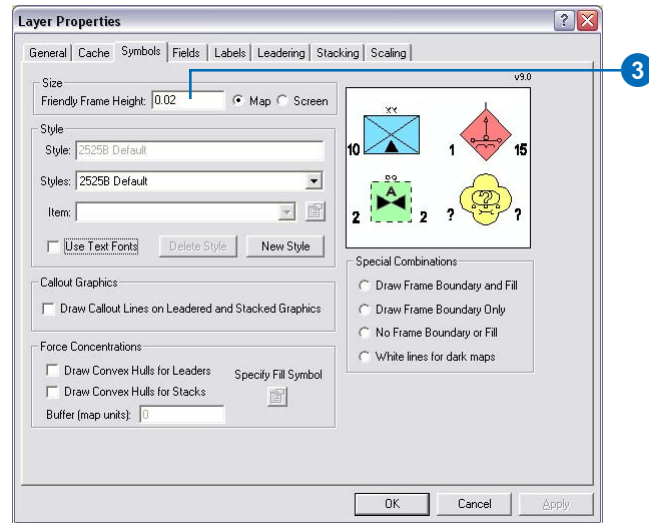 Layer Properties
General Cache Symbols Fields Labels Leadering Stacking Scaling
Size
Friendly Frame Height: 0.02 Map Screen
3
Style
Style: 2525B Default
Styles: 2525B Default
Item:
Use Text Fonts Delete Style New Style
Callout Graphics
Draw Callout Lines on Leadered and Stacked Graphics
Force Concentrations
Draw Convex Hulls for Leaders
Draw Convex Hulls for Stacks
Specify Fill Symbol
Buffer (map units): 0
v9.0
XX
10 1 15
A
2 2 ? ? ?
Special Combinations
Draw Frame Boundary and Fill
Draw Frame Boundary Only
No Frame Boundary or Fill
White lines for dark maps
OK Cancel Apply